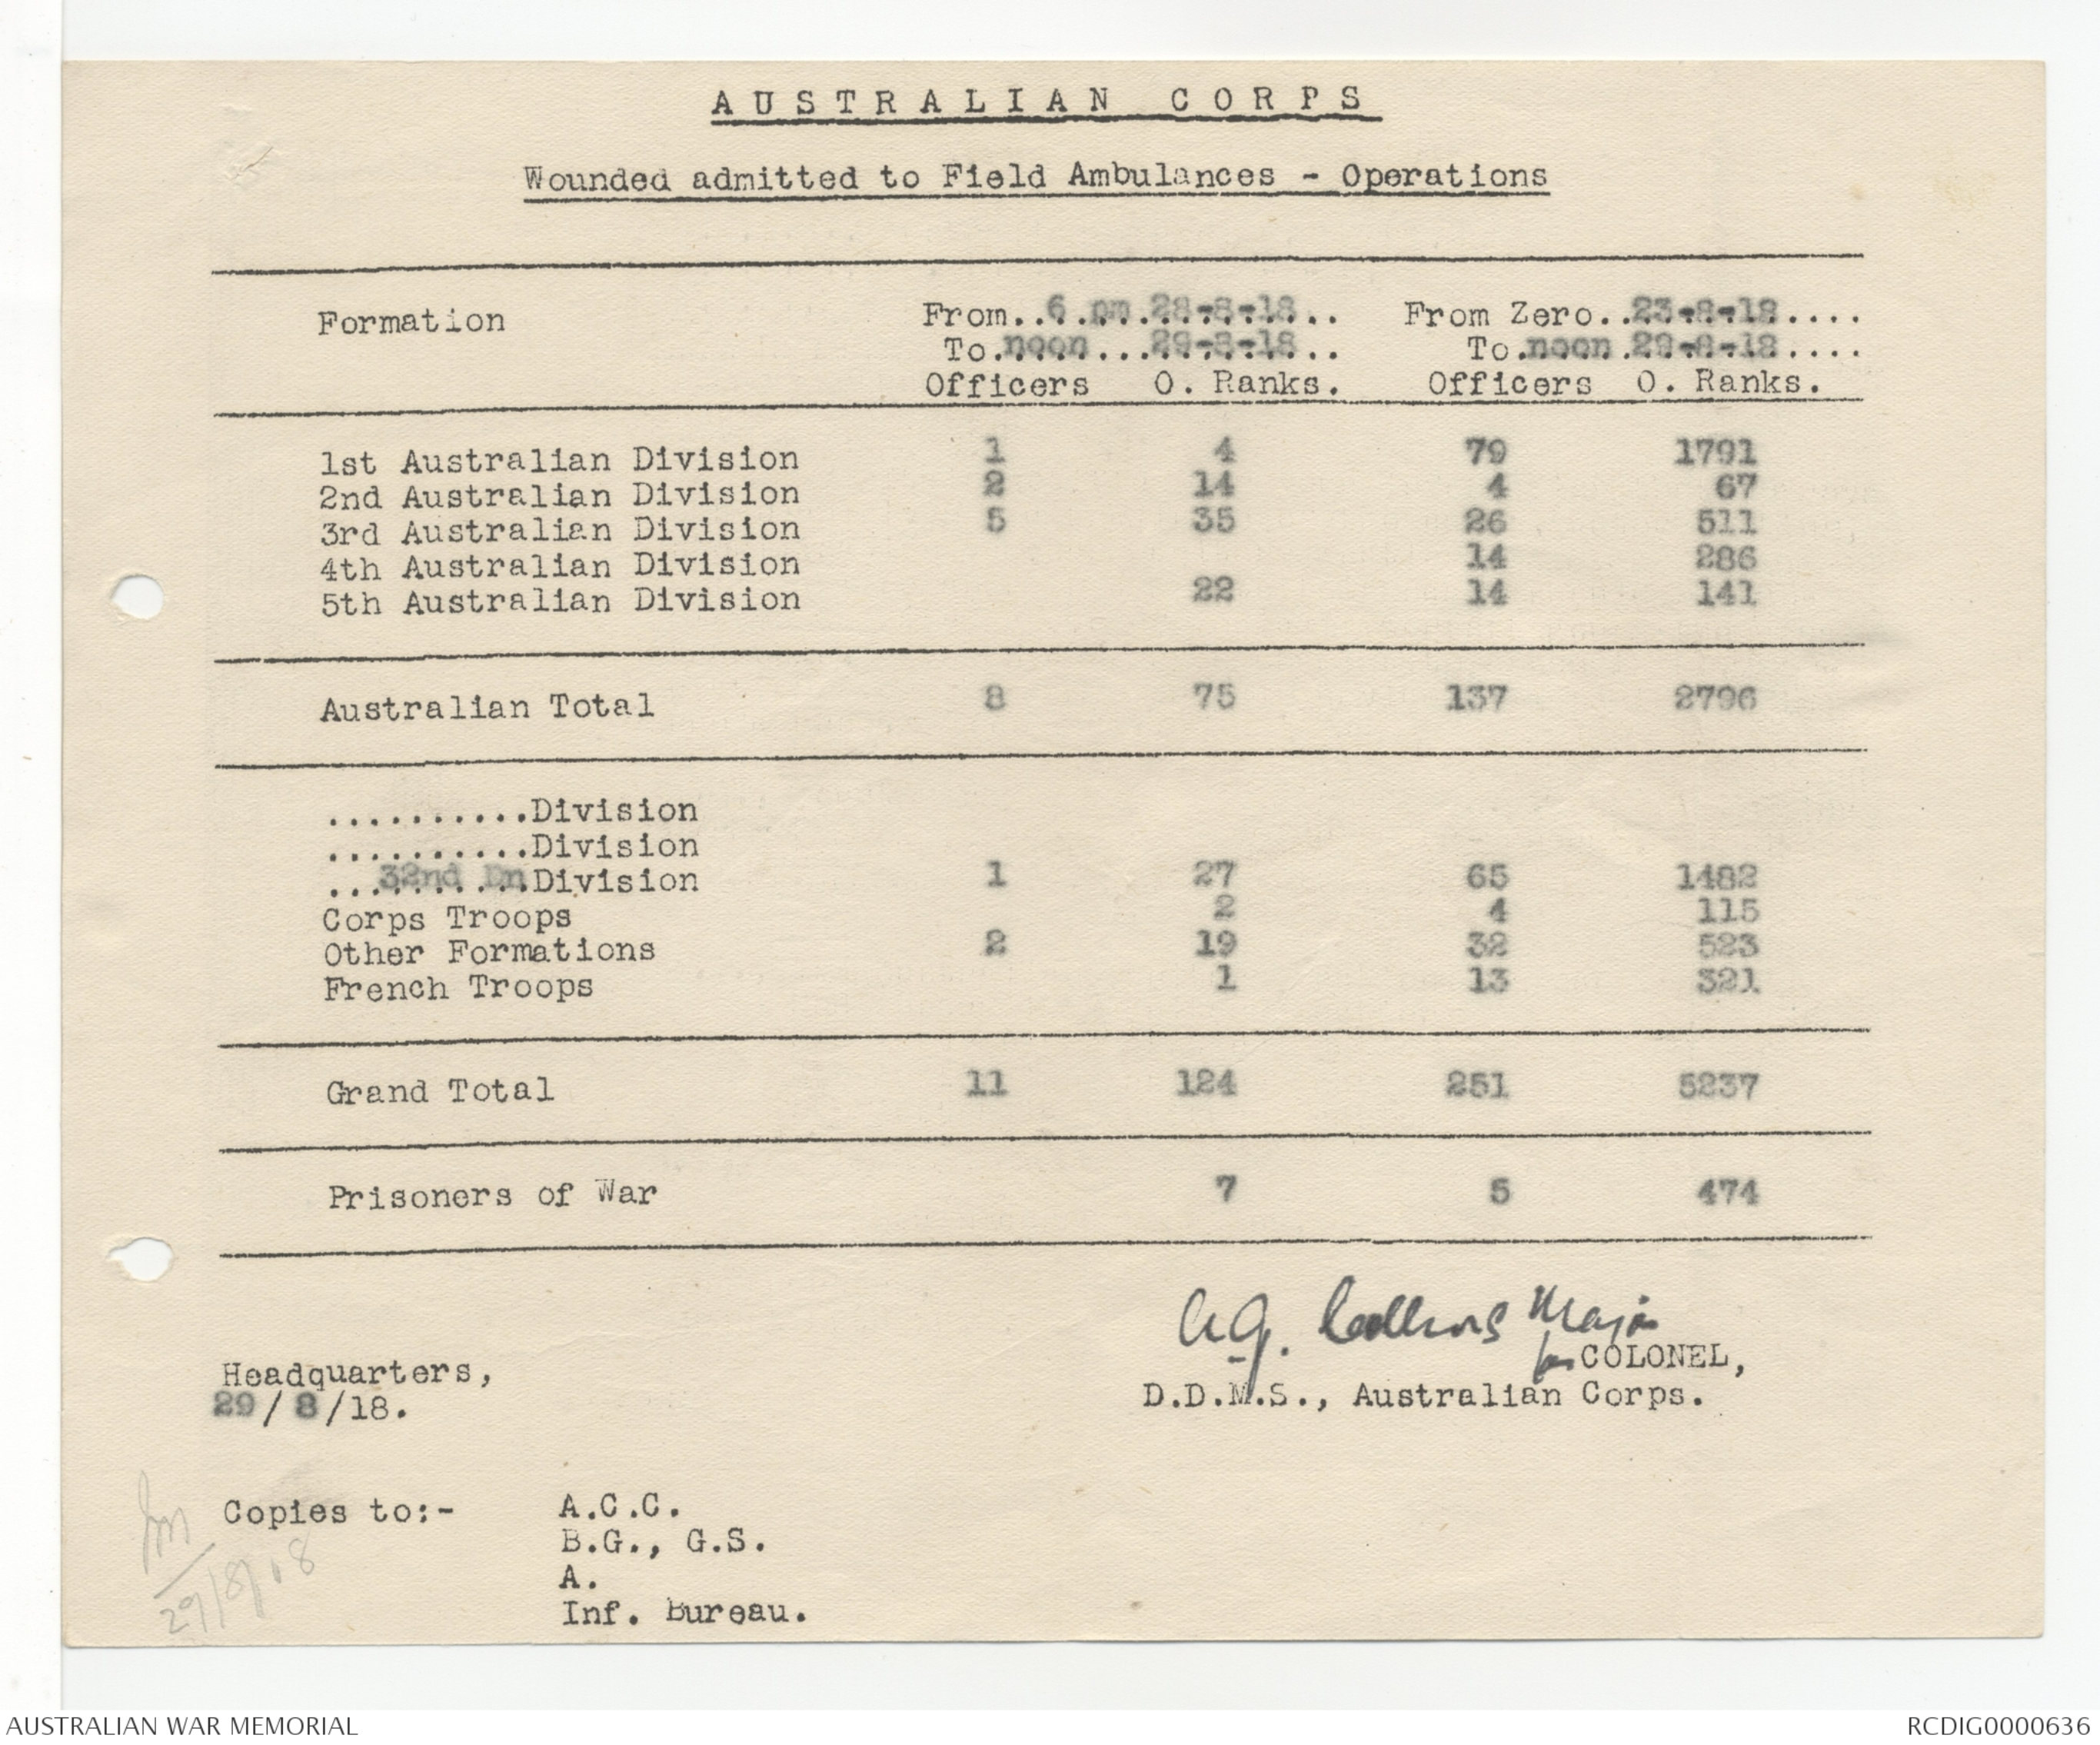 AUSTRALIAN CORPS
Wounded admitted to Field Ambulances - Operations
Formation From..6.pm.28-8-18.. From Zero..23-8-18....
To.noon...29-8-18.. To.noon.29-8-18....
Officers O. Ranks. Officers O. Ranks.
1st Australian Division 1 4 79 1791
2nd Australian Division 2 14 4 67
3rd Australian Division 5 35 26 511
4th Australian Division 14 286
5th Australian Division 22 14 141
Australian Total 8 75 137 2796
..........Division
..........Division
...32nd Dn.Division 1 27 65 1482
Corps Troops 2 4 115
Other Formations 2 19 32 523
French Troops 1 13 321
Grand Total 11 124 251 5237
Prisoners of War 7 5 474
A.J. Collins Major
for COLONEL,
D.D.M.S., Australian Corps.
Headquarters,
29/8/18.
Copies to:- A.C.C.
B.G., G.S.
A.
Inf. Bureau.
29/8/18
AUSTRALIAN WAR MEMORIAL RCDIG0000636